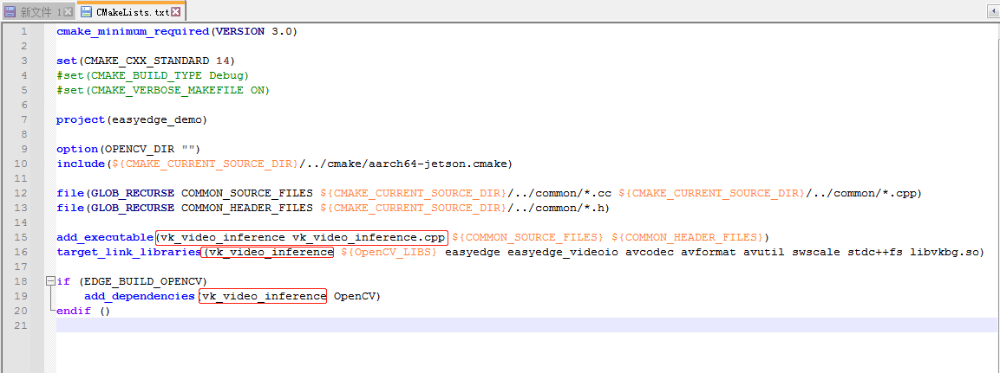 新文件 1 CMakeLists.txt
1 cmake_minimum_required(VERSION 3.0)
2
3 set(CMAKE_CXX_STANDARD 14)
4 #set(CMAKE_BUILD_TYPE Debug)
5 #set(CMAKE_VERBOSE_MAKEFILE ON)
6
7 project(easyedge_demo)
8
9 option(OPENCV_DIR "")
10 include(${CMAKE_CURRENT_SOURCE_DIR}/../cmake/aarch64-jetson.cmake)
11
12 file(GLOB_RECURSE COMMON_SOURCE_FILES ${CMAKE_CURRENT_SOURCE_DIR}/../common/*.cc ${CMAKE_CURRENT_SOURCE_DIR}/../common/*.cpp)
13 file(GLOB_RECURSE COMMON_HEADER_FILES ${CMAKE_CURRENT_SOURCE_DIR}/../common/*.h)
14
15 add_executable(vk_video_inference vk_video_inference.cpp ${COMMON_SOURCE_FILES} ${COMMON_HEADER_FILES})
16 target_link_libraries(vk_video_inference ${OpenCV_LIBS} easyedge easyedge_videoio avcodec avformat avutil swscale stdc++fs libvkbg.so)
17
18 if (EDGE_BUILD_OPENCV)
19 add_dependencies(vk_video_inference OpenCV)
20 endif ()
21